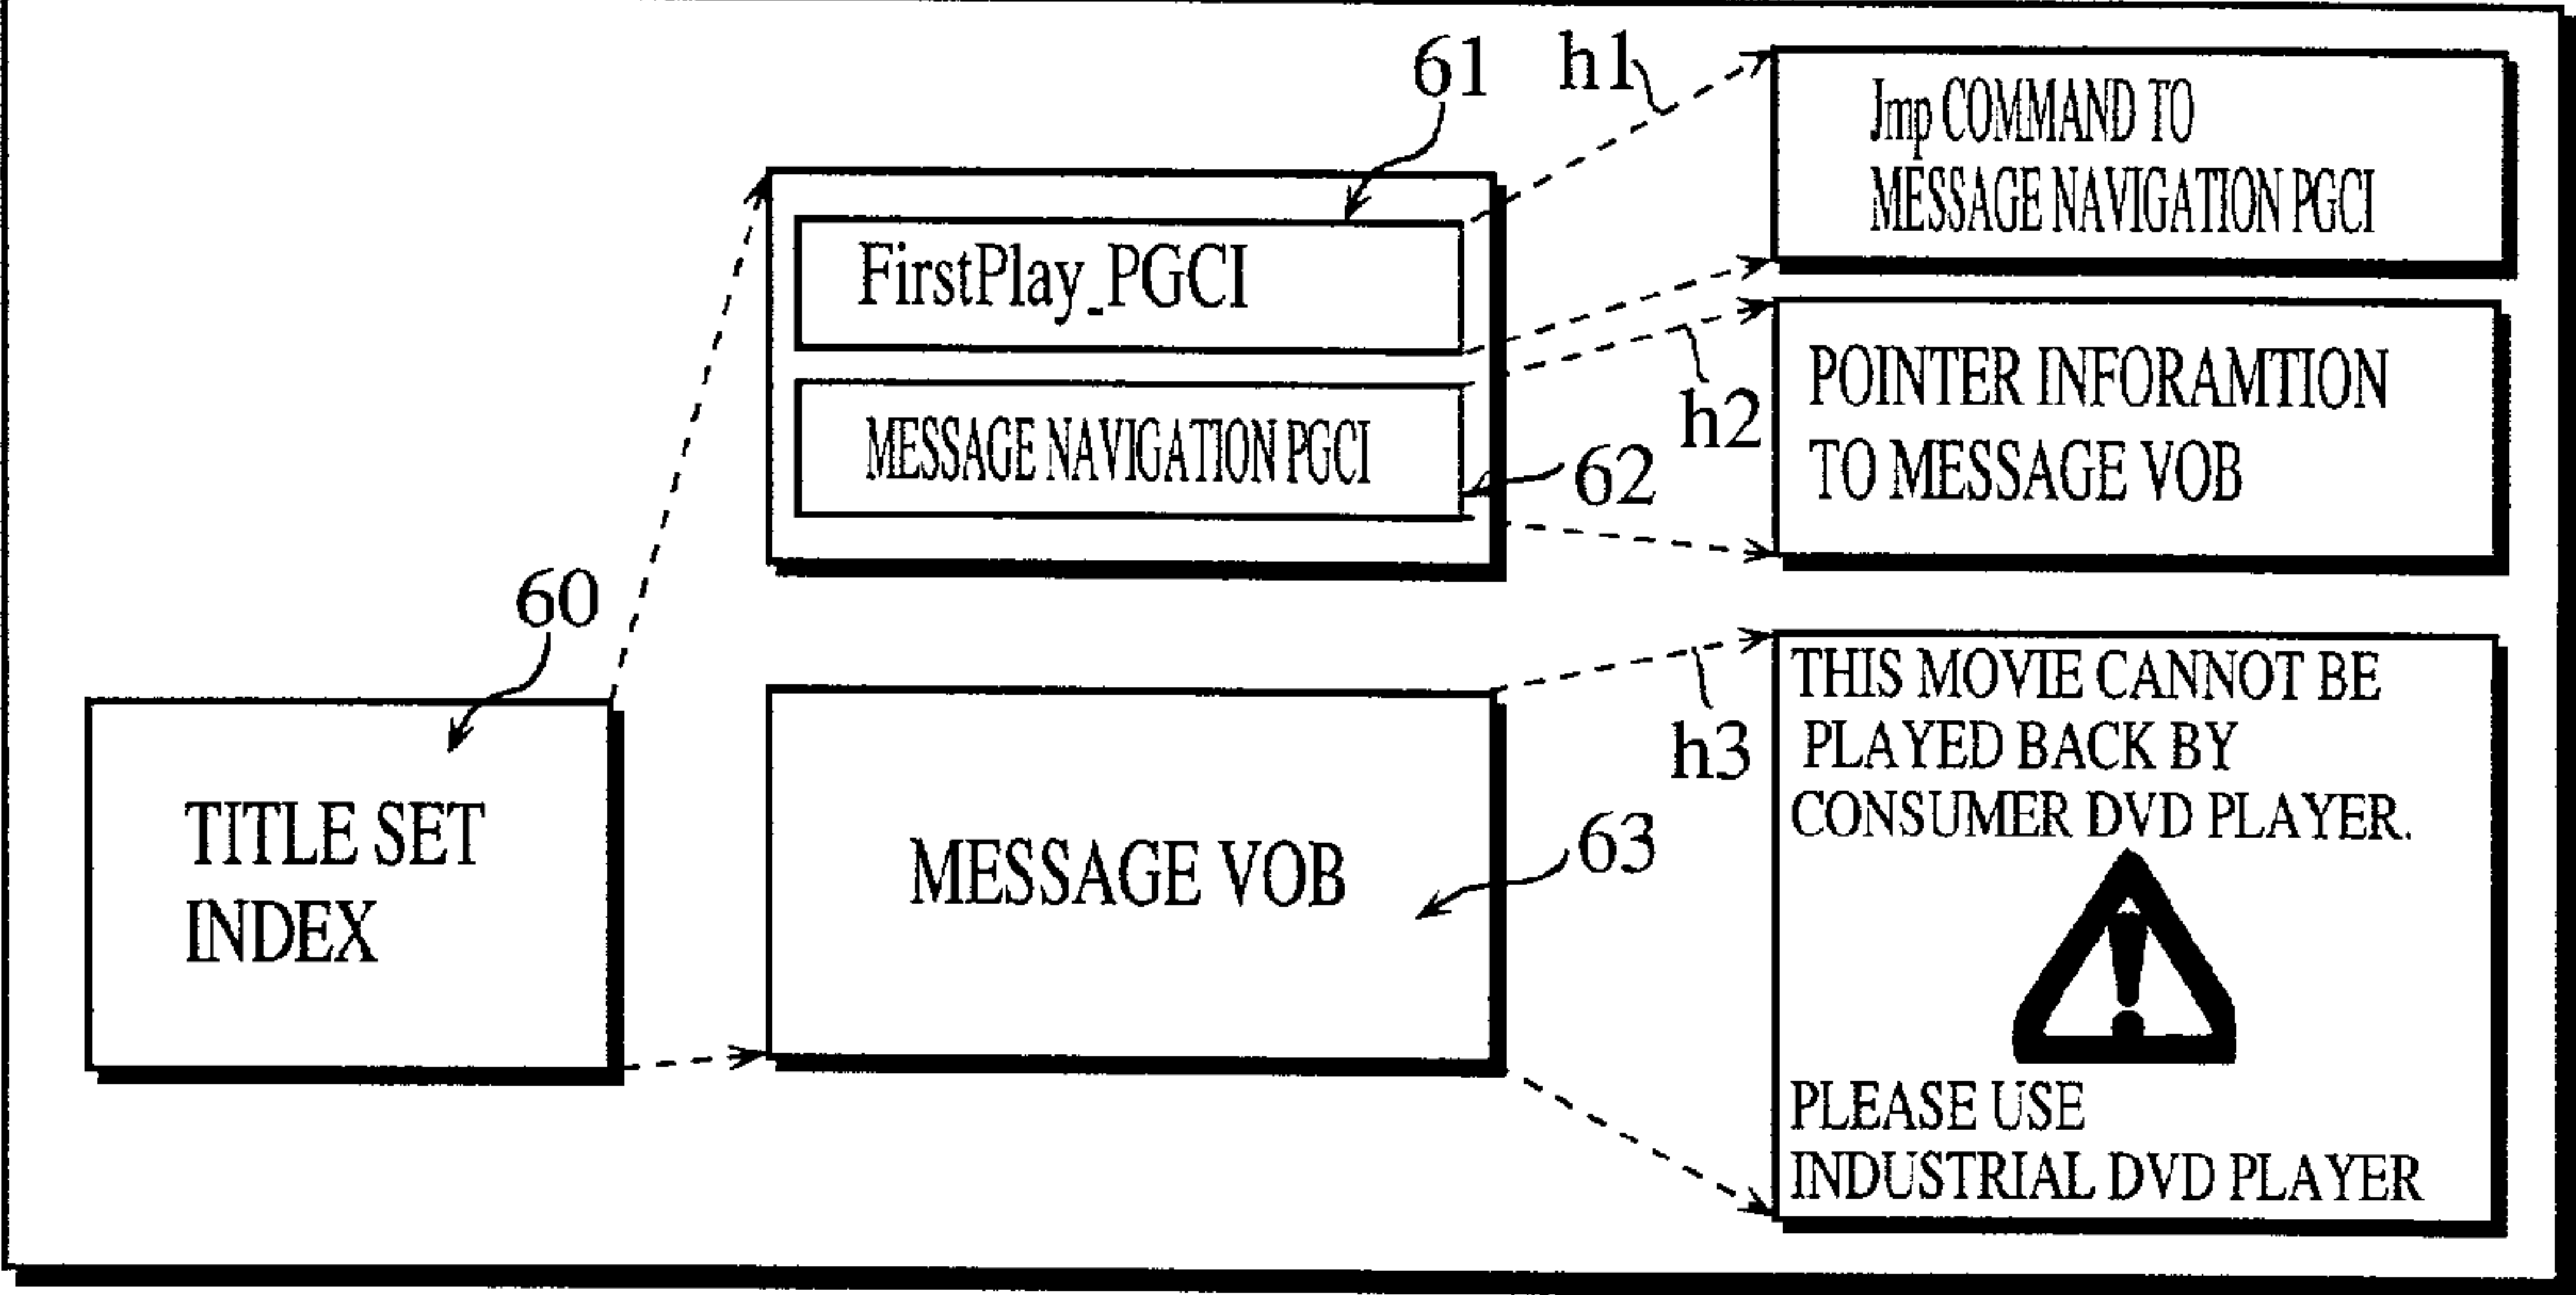 61
h1
Jmp COMMAND TO
MESSAGE NAVIGATION PGCI
FirstPlay_PGCI
h2
POINTER INFORAMTION
TO MESSAGE VOB
MESSAGE NAVIGATION PGCI
62
60
TITLE SET
INDEX
MESSAGE VOB
63
h3
THIS MOVIE CANNOT BE
PLAYED BACK BY
CONSUMER DVD PLAYER.
!
PLEASE USE
INDUSTRIAL DVD PLAYER